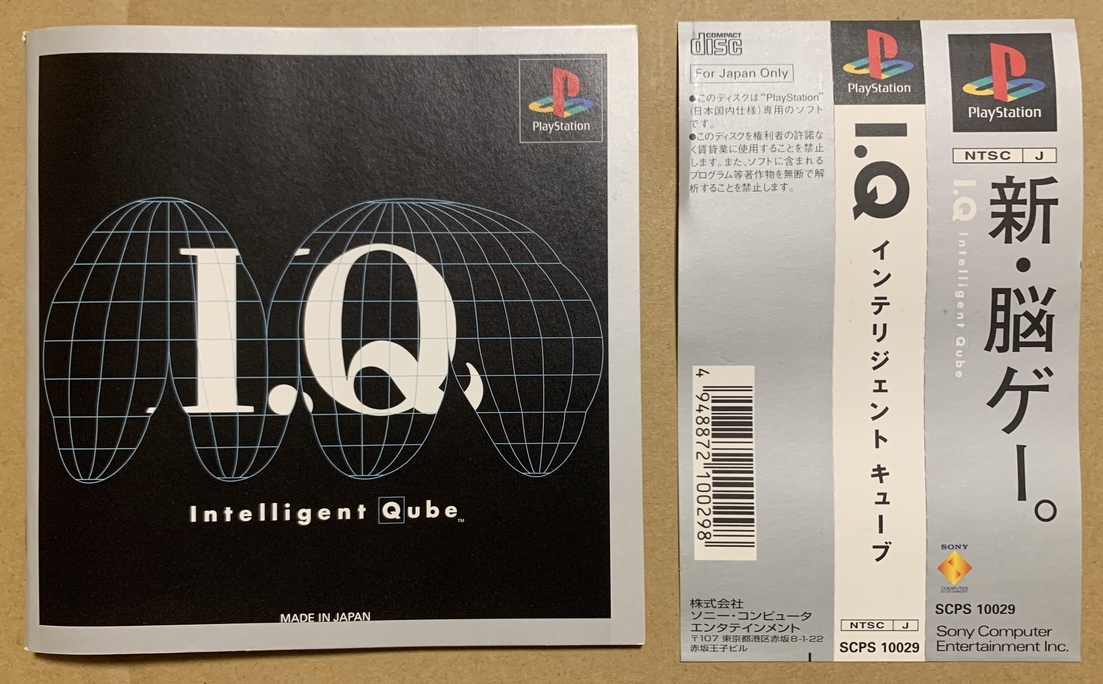 PlayStation
I.Q
Intelligent Qube™
MADE IN JAPAN
COMPACT
disc
For Japan Only
●このディスクは"PlayStation"
(日本国内仕様)専用のソフト
です。
●このディスクを権利者の許諾な
く賃貸業に使用することを禁止
します。また、ソフトに含まれる
プログラム等著作物を無断で解
析することを禁止します。
4 948872 100298
株式会社
ソニー・コンピュータ
エンタテインメント
〒107 東京都港区赤坂8-1-22
赤坂王子ビル
PlayStation
I.Q
インテリジェント キューブ
NTSC J
SCPS 10029
PlayStation
NTSC J
新・脳ゲー。
I.Q Intelligent Qube
SONY
COMPUTER
ENTERTAINMENT
SCPS 10029
Sony Computer
Entertainment Inc.